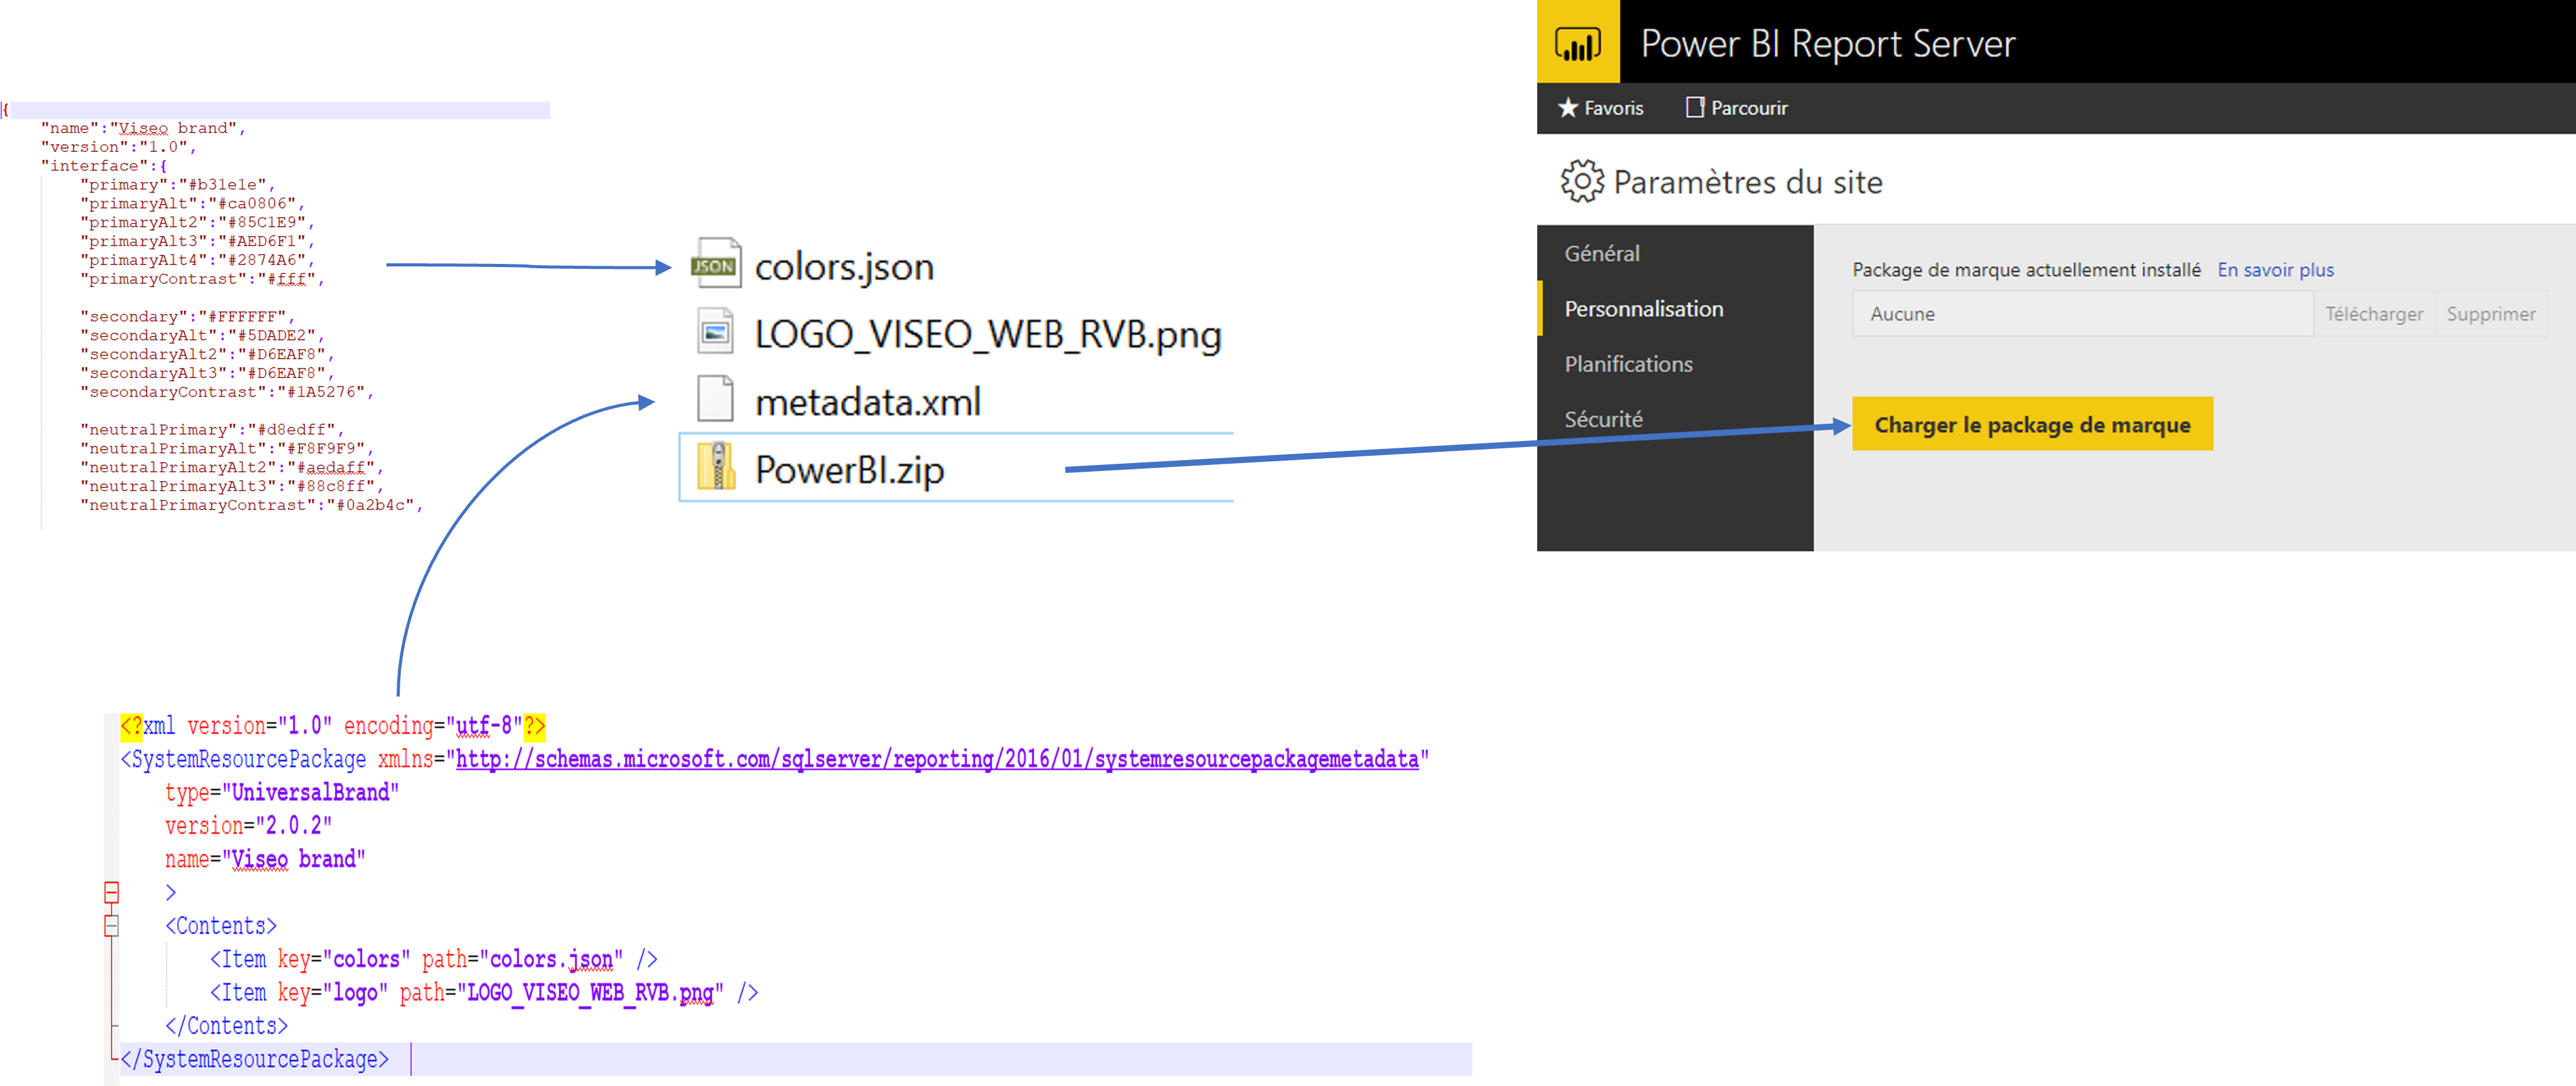 {
"name":"Viseo brand",
"version":"1.0",
"interface":{
"primary":"#b31e1e",
"primaryAlt":"#ca0806",
"primaryAlt2":"#85C1E9",
"primaryAlt3":"#AED6F1",
"primaryAlt4":"#2874A6",
"primaryContrast":"#fff",
"secondary":"#FFFFFF",
"secondaryAlt":"#5DADE2",
"secondaryAlt2":"#D6EAF8",
"secondaryAlt3":"#D6EAF8",
"secondaryContrast":"#1A5276",
"neutralPrimary":"#d8edff",
"neutralPrimaryAlt":"#F8F9F9",
"neutralPrimaryAlt2":"#aedaff",
"neutralPrimaryAlt3":"#88c8ff",
"neutralPrimaryContrast":"#0a2b4c",
JSON
colors.json
LOGO_VISEO_WEB_RVB.png
metadata.xml
PowerBI.zip
Power BI Report Server
Favoris Parcourir
Paramètres du site
Général
Personnalisation
Planifications
Sécurité
Package de marque actuellement installé En savoir plus
Aucune Télécharger Supprimer
Charger le package de marque
<?xml version="1.0" encoding="utf-8"?>
<SystemResourcePackage xmlns="http://schemas.microsoft.com/sqlserver/reporting/2016/01/systemresourcepackagemetadata"
type="UniversalBrand"
version="2.0.2"
name="Viseo brand"
>
<Contents>
<Item key="colors" path="colors.json" />
<Item key="logo" path="LOGO_VISEO_WEB_RVB.png" />
</Contents>
</SystemResourcePackage>